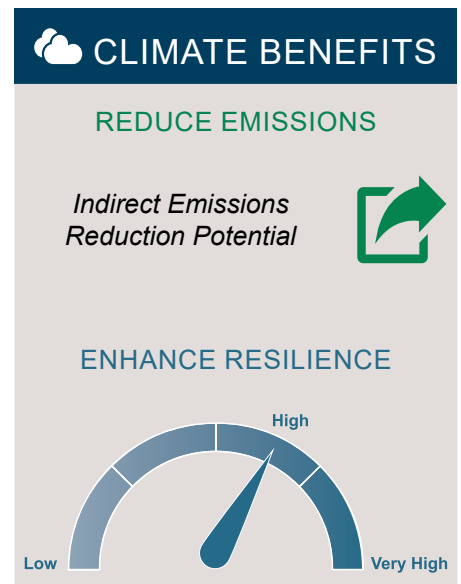 CLIMATE BENEFITS
REDUCE EMISSIONS
Indirect Emissions
Reduction Potential
ENHANCE RESILIENCE
High
Low
Very High